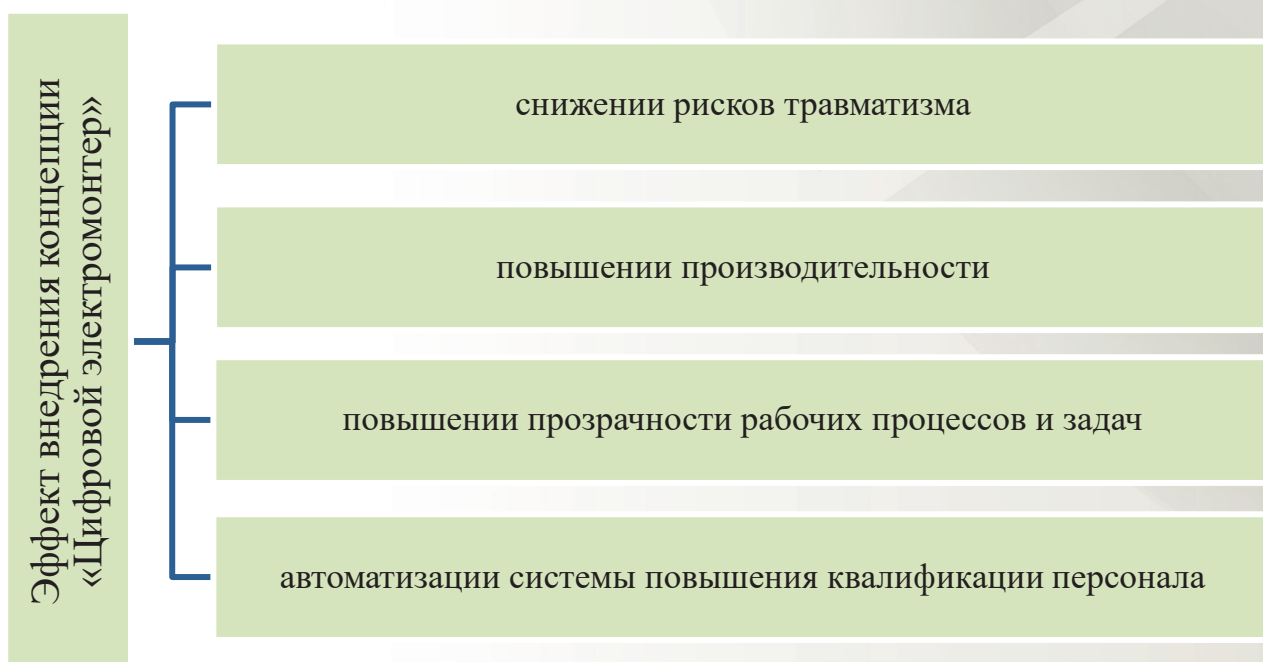 Эффект внедрения концепции
«Цифровой электромонтер»
снижении рисков травматизма
повышении производительности
повышении прозрачности рабочих процессов и задач
автоматизации системы повышения квалификации персонала